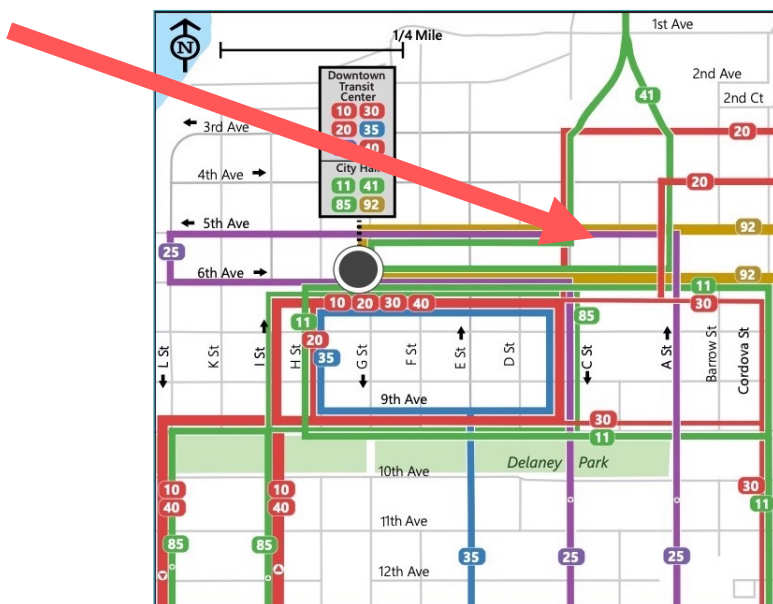 1st Ave
N
1/4 Mile
2nd Ave
Downtown
Transit
Center
10 30
20 35
40
City Hall
11 41
85 92
41
2nd Ct
3rd Ave
20
4th Ave
20
5th Ave
92
25
6th Ave
92
11
10 20 30 40
30
11
85
20
35
L St
K St
I St
H St
G St
F St
E St
D St
C St
A St
Barrow St
Cordova St
9th Ave
30
11
Delaney Park
10th Ave
10
40
10
40
30
11
11th Ave
85
85
35
25
25
12th Ave